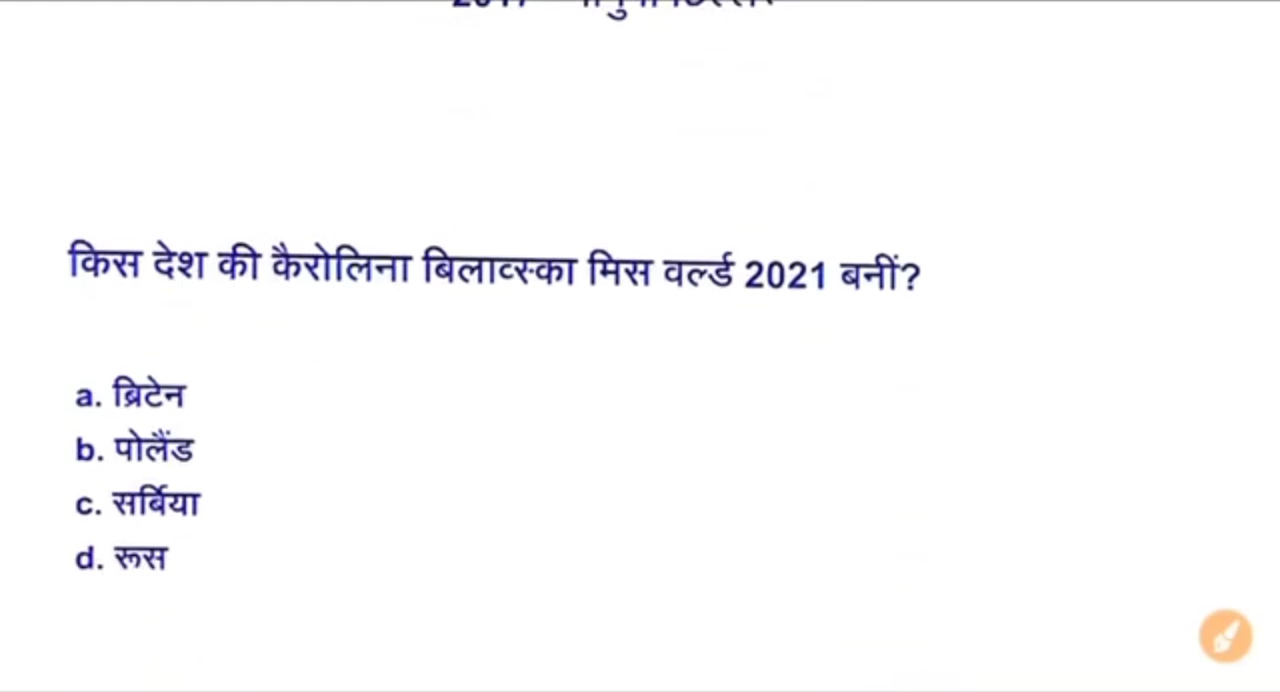 किस देश की कैरोलिना बिलाव्स्का मिस वर्ल्ड 2021 बनीं?
a. ब्रिटेन
b. पोलैंड
c. सर्बिया
d. रूस